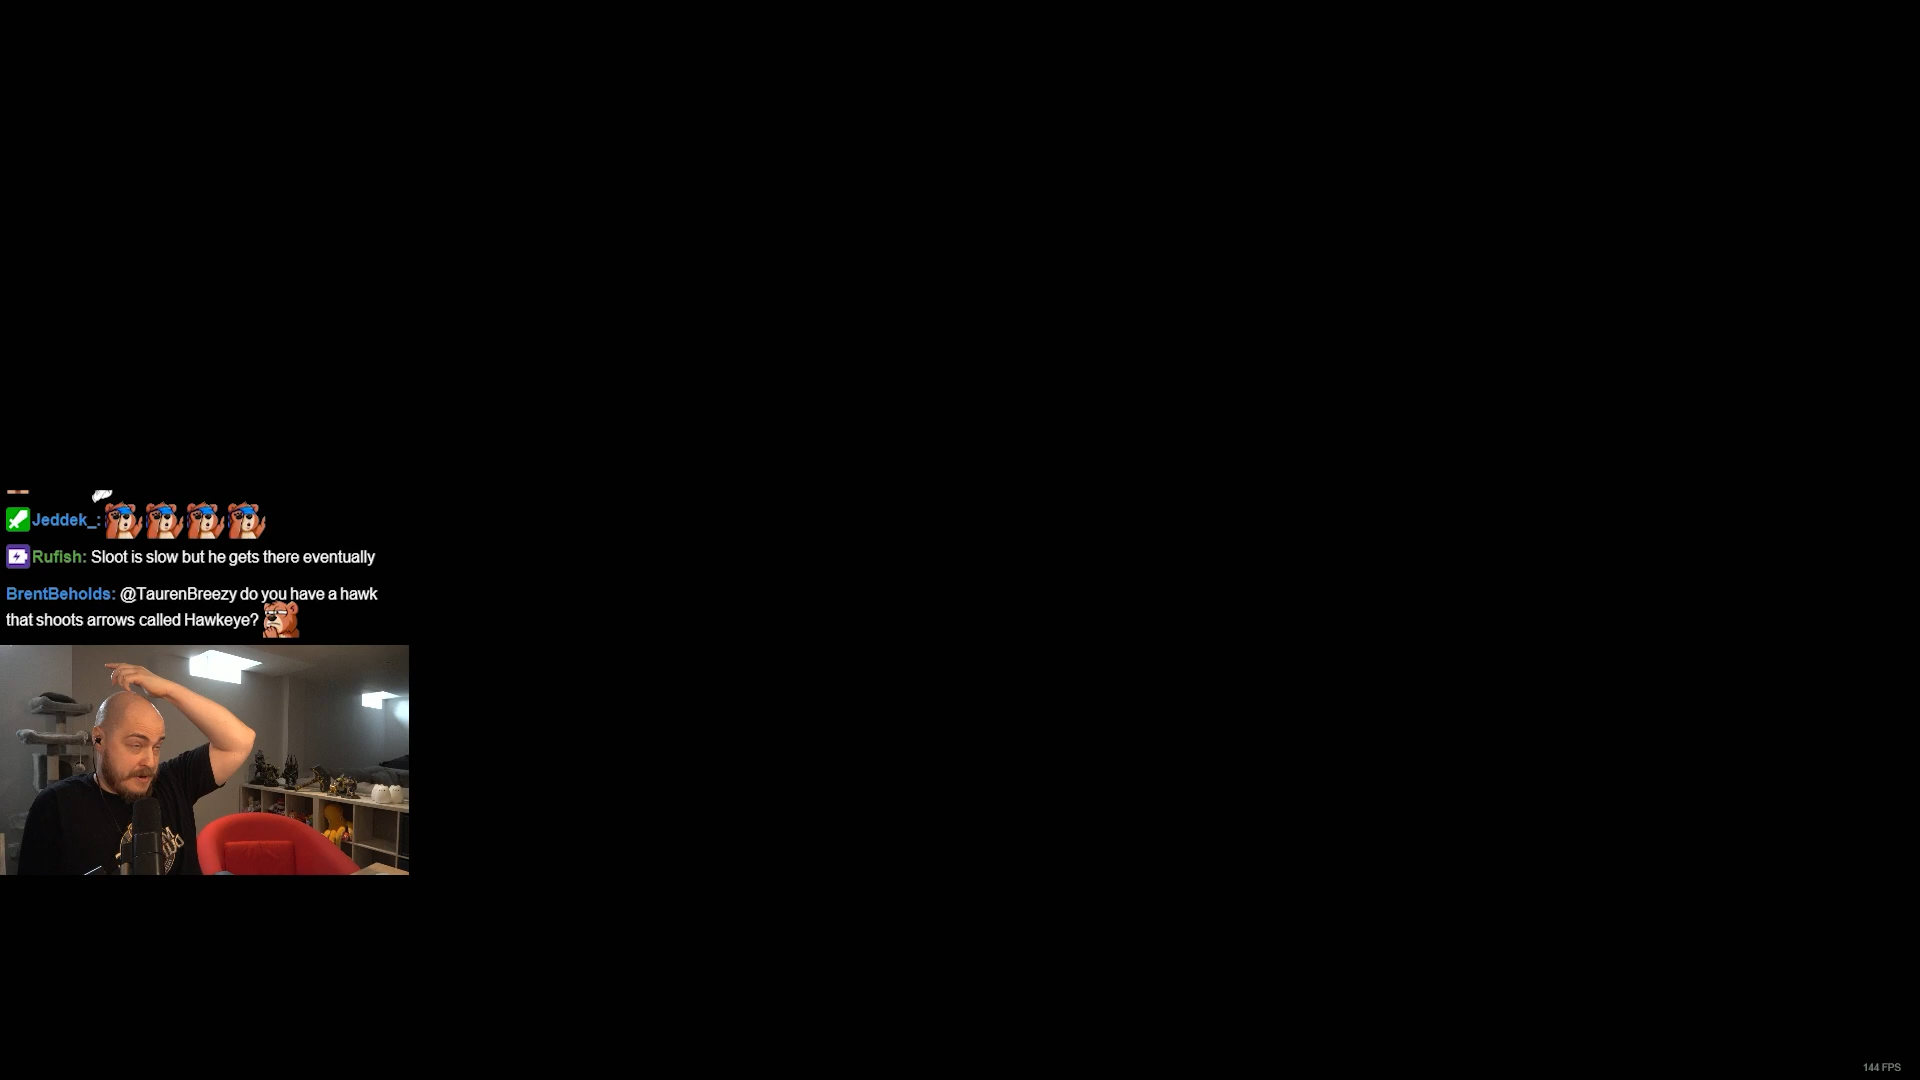 Jeddek_:
Rufish: Sloot is slow but he gets there eventually
BrentBeholds: @TaurenBreezy do you have a hawk
that shoots arrows called Hawkeye?
144 FPS